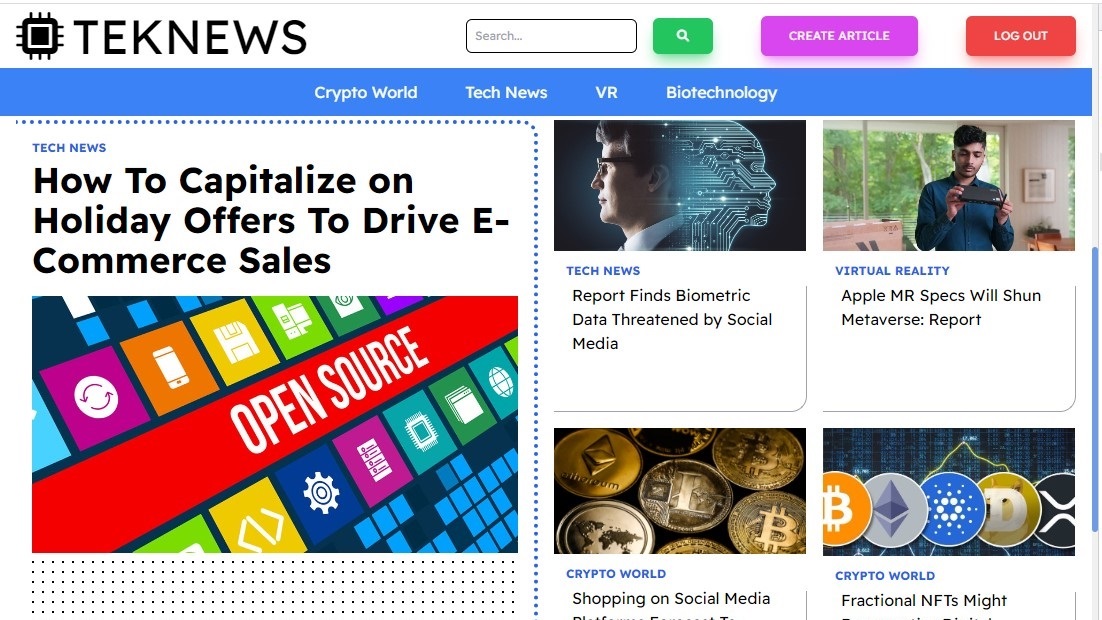 TEKNEWS
Search...
CREATE ARTICLE
LOG OUT
Crypto World
Tech News
VR
Biotechnology
TECH NEWS
How To Capitalize on
Holiday Offers To Drive E-
Commerce Sales
OPEN SOURCE
TECH NEWS
Report Finds Biometric
Data Threatened by Social
Media
VIRTUAL REALITY
Apple MR Specs Will Shun
Metaverse: Report
CRYPTO WORLD
Shopping on Social Media
CRYPTO WORLD
Fractional NFTs Might